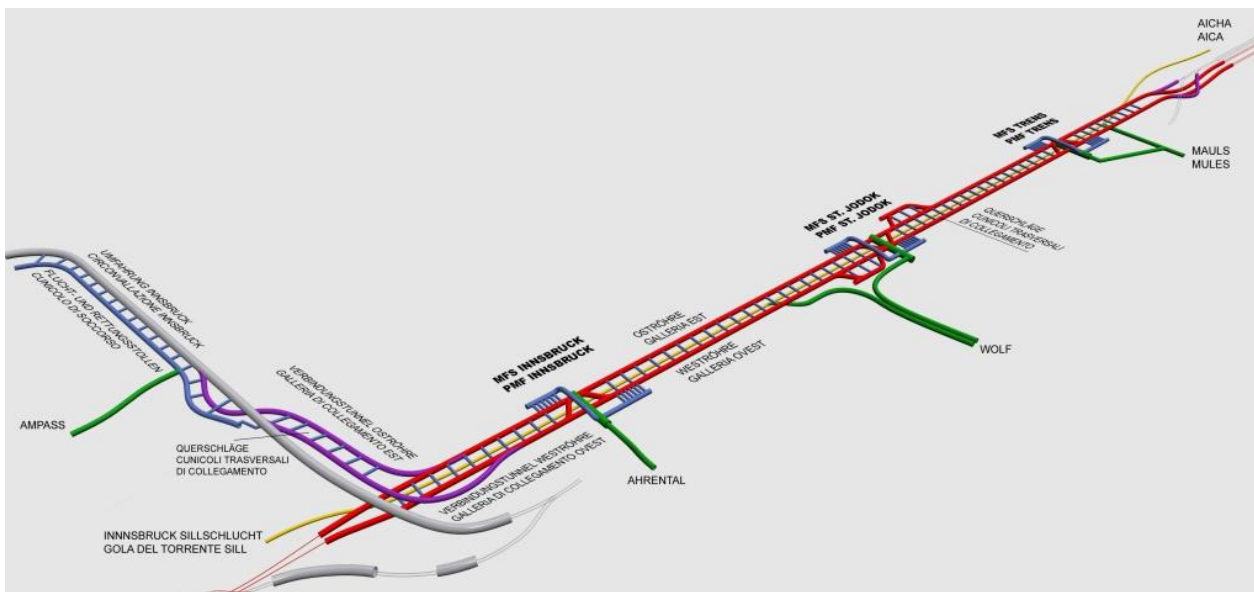 AICHA
AICA
MFS TRENS
PMF TRENS
MAULS
MULES
MFS ST. JODOK
PMF ST. JODOK
QUERSCHLÄGE
CUNICOLI TRASVERSALI
DI COLLEGAMENTO
UMFAHRUNG INNSBRUCK
CIRCONVALLAZIONE INNSBRUCK
FLUCHT- UND RETTUNGSSTOLLEN
CUNICOLO DI SOCCORSO
OSTRÖHRE
GALLERIA EST
WESTRÖHRE
GALLERIA OVEST
WOLF
MFS INNSBRUCK
PMF INNSBRUCK
VERBINDUNGSTUNNEL OSTRÖHRE
GALLERIA DI COLLEGAMENTO EST
AMPASS
QUERSCHLÄGE
CUNICOLI TRASVERSALI
DI COLLEGAMENTO
VERBINDUNGSTUNNEL WESTRÖHRE
GALLERIA DI COLLEGAMENTO OVEST
AHRENTAL
INNNSBRUCK SILLSCHLUCHT
GOLA DEL TORRENTE SILL